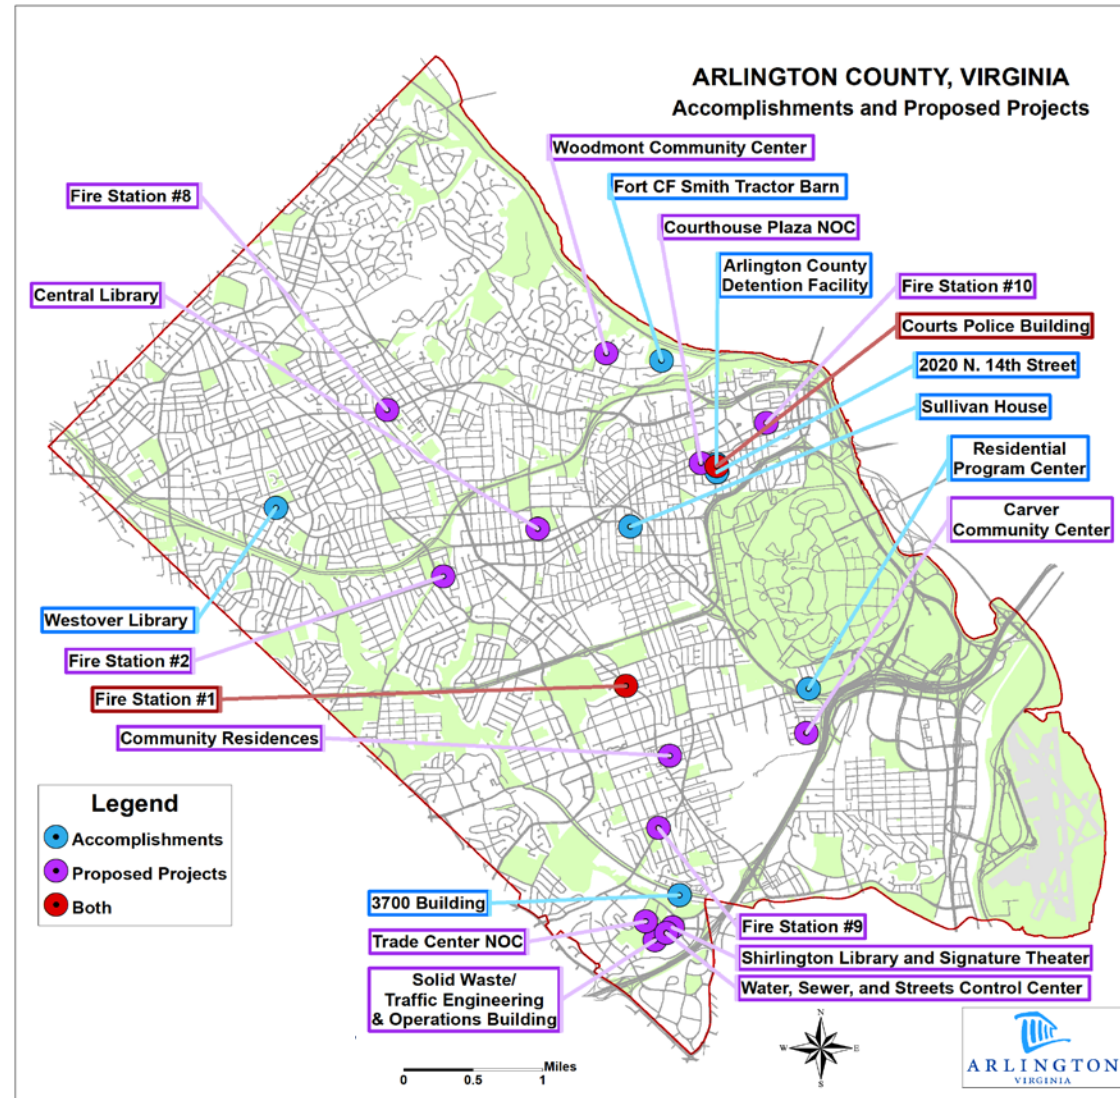 ARLINGTON COUNTY, VIRGINIA
Accomplishments and Proposed Projects
Woodmont Community Center
Fort CF Smith Tractor Barn
Fire Station #8
Courthouse Plaza NOC
Arlington County
Detention Facility
Fire Station #10
Central Library
Courts Police Building
2020 N. 14th Street
Sullivan House
Residential
Program Center
Carver
Community Center
Westover Library
Fire Station #2
Fire Station #1
Community Residences
Legend
Accomplishments
Proposed Projects
Both
3700 Building
Fire Station #9
Trade Center NOC
Shirlington Library and Signature Theater
Solid Waste/
Traffic Engineering
& Operations Building
Water, Sewer, and Streets Control Center
N
W
E
S
Miles
0 0.5 1
ARLINGTON
VIRGINIA